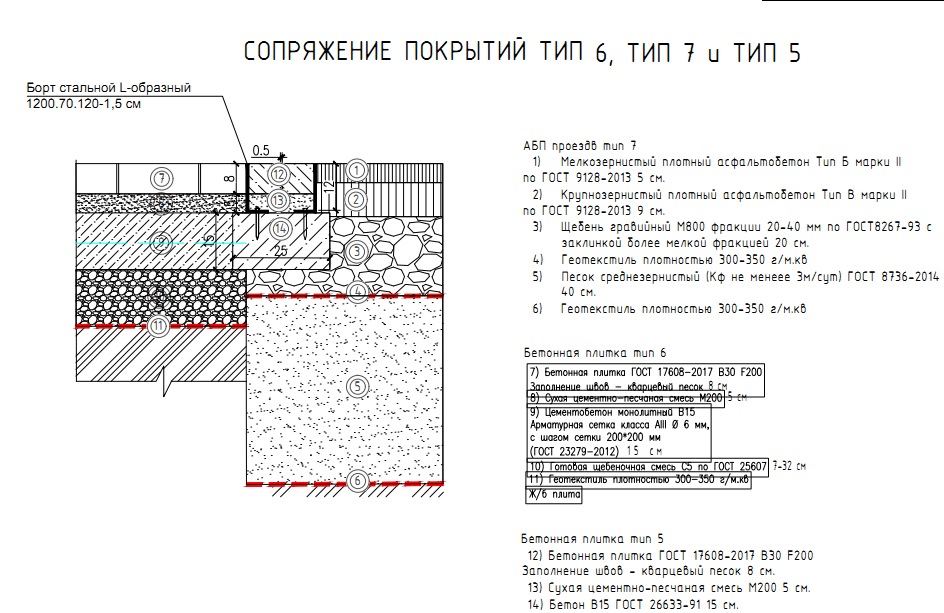 СОПРЯЖЕНИЕ ПОКРЫТИЙ ТИП 6, ТИП 7 и ТИП 5
Борт стальной L-образный
1200.70.120-1,5 см
0.5
7
8
12
13
14
12
1
2
15
25
9
3
4
11
5
6
АБП проездв тип 7
1) Мелкозернистый плотный асфальтобетон Тип Б марки II
по ГОСТ 9128-2013 5 см.
2) Крупнозернистый плотный асфальтобетон Тип В марки II
по ГОСТ 9128-2013 9 см.
3) Щебень гравийный М800 фракции 20-40 мм по ГОСТ8267-93 с
заклинкой более мелкой фракцией 20 см.
4) Геотекстиль плотностью 300-350 г/м.кв
5) Песок среднезернистый (Кф не менеее 3м/сут) ГОСТ 8736-2014
40 см.
6) Геотекстиль плотностью 300-350 г/м.кв
Бетонная плитка тип 6
7) Бетонная плитка ГОСТ 17608-2017 B30 F200
Заполнение швов - кварцевый песок 8 см
8) Сухая цементно-песчаная смесь М200 5 см
9) Цементобетон монолитный В15
Арматурная сетка класса АIII Ø 6 мм,
с шагом сетки 200*200 мм
(ГОСТ 23279-2012) 15 см
10) Готовая щебеночная смесь С5 по ГОСТ 25607 7-32 см
11) Геотекстиль плотностью 300-350 г/м.кв
Ж/б плита
Бетонная плитка тип 5
12) Бетонная плитка ГОСТ 17608-2017 B30 F200
Заполнение швов - кварцевый песок 8 см.
13) Сухая цементно-песчаная смесь М200 5 см.
14) Бетон В15 ГОСТ 26633-91 15 см.